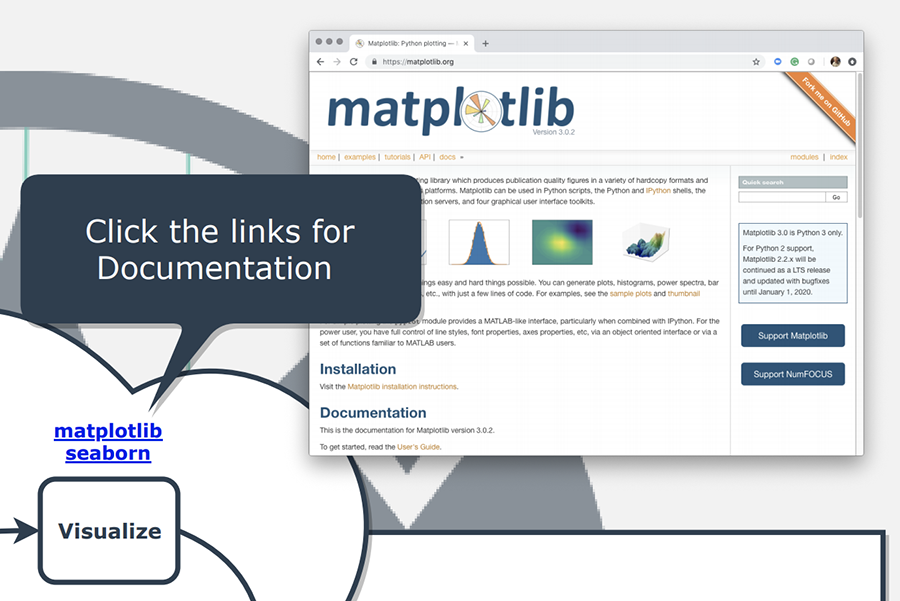 Matplotlib: Python plotting —
https://matplotlib.org
matplotlib
Version 3.0.2
Fork me on GitHub
home | examples | tutorials | API | docs
modules | index
ting library which produces publication quality figures in a variety of hardcopy formats and
platforms. Matplotlib can be used in Python scripts, the Python and IPython shells, the
tion servers, and four graphical user interface toolkits.
Quick search
Go
Matplotlib 3.0 is Python 3 only.
For Python 2 support,
Matplotlib 2.2.x will be
continued as a LTS release
and updated with bugfixes
until January 1, 2020.
Click the links for
Documentation
ings easy and hard things possible. You can generate plots, histograms, power spectra, bar
, etc., with just a few lines of code. For examples, see the sample plots and thumbnail
module provides a MATLAB-like interface, particularly when combined with IPython. For the
power user, you have full control of line styles, font properties, axes properties, etc, via an object oriented interface or via a
set of functions familiar to MATLAB users.
Support Matplotlib
Support NumFOCUS
Installation
Visit the Matplotlib installation instructions.
Documentation
This is the documentation for Matplotlib version 3.0.2.
To get started, read the User's Guide.
matplotlib
seaborn
Visualize